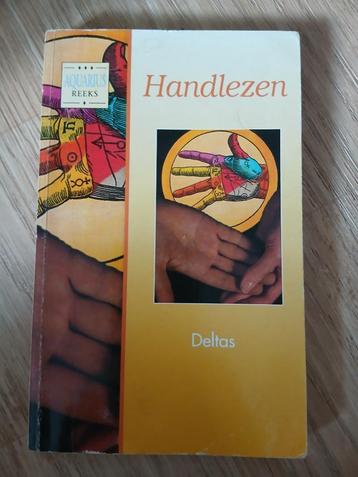 AQUARIUS
REEKS
Handlezen
Deltas